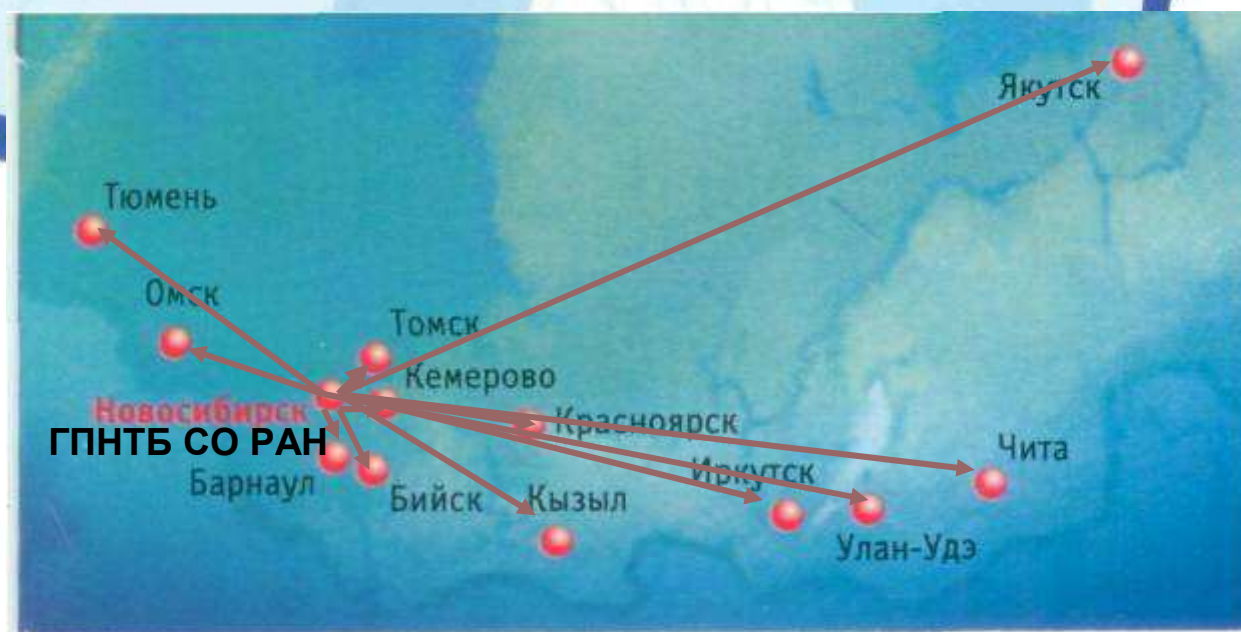 Якутск
Тюмень
Омск
Томск
Кемерово
Новосибирск
Красноярск
ГПНТБ СО РАН
Чита
Иркутск
Барнаул
Бийск
Кызыл
Улан-Удэ